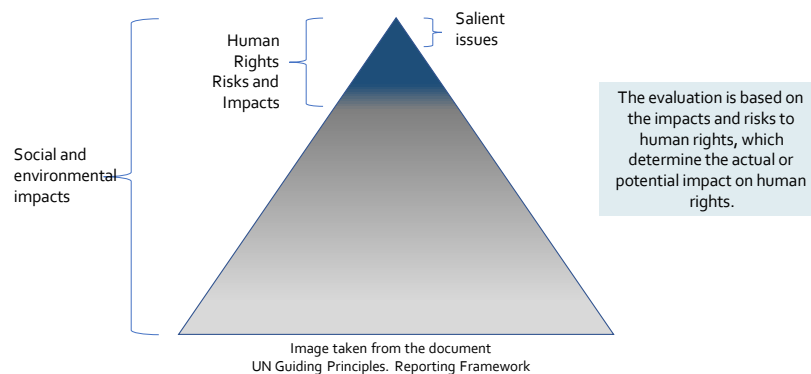 Salient
issues
Human
Rights
Risks and
Impacts
Social and
environmental
impacts
The evaluation is based on
the impacts and risks to
human rights, which
determine the actual or
potential impact on human
rights.
Image taken from the document
UN Guiding Principles. Reporting Framework